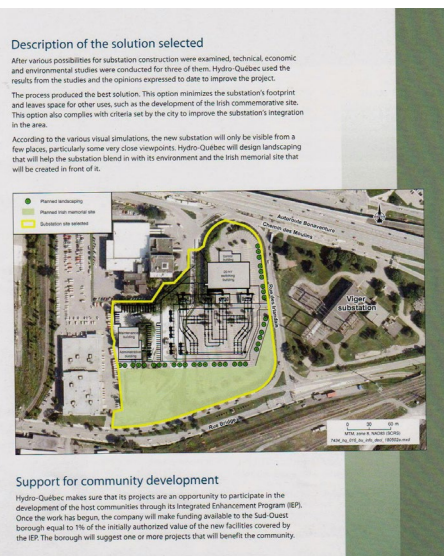 Description of the solution selected
After various possibilities for substation construction were examined, technical, economic
and environmental studies were conducted for three of them. Hydro-Québec used the
results from the studies and the opinions expressed to date to improve the project.
The process produced the best solution. This option minimizes the substation's footprint
and leaves space for other uses, such as the development of the Irish commemorative site.
This option also complies with criteria set by the city to improve the substation's integration
in the area.
According to the various visual simulations, the new substation will only be visible from a
few places, particularly some very close viewpoints. Hydro-Québec will design landscaping
that will help the substation blend in with its environment and the Irish memorial site that
will be created in front of it.
Planned landscaping
Planned Irish memorial site
Substation site selected
Autoroute Bonaventure
Chemin des Moulins
Rue des Irlandais
Viger
substation
Rue Bridge
0 30 60 m
MTM, zone 8, NAD83
Support for community development
Hydro-Québec makes sure that its projects are an opportunity to participate in the
development of the host communities through its Integrated Enhancement Program (IEP).
Once the work has begun, the company will make funding available to the Sud-Ouest
borough equal to 1% of the initially authorized value of the new facilities covered by
the IEP. The borough will suggest one or more projects that will benefit the community.